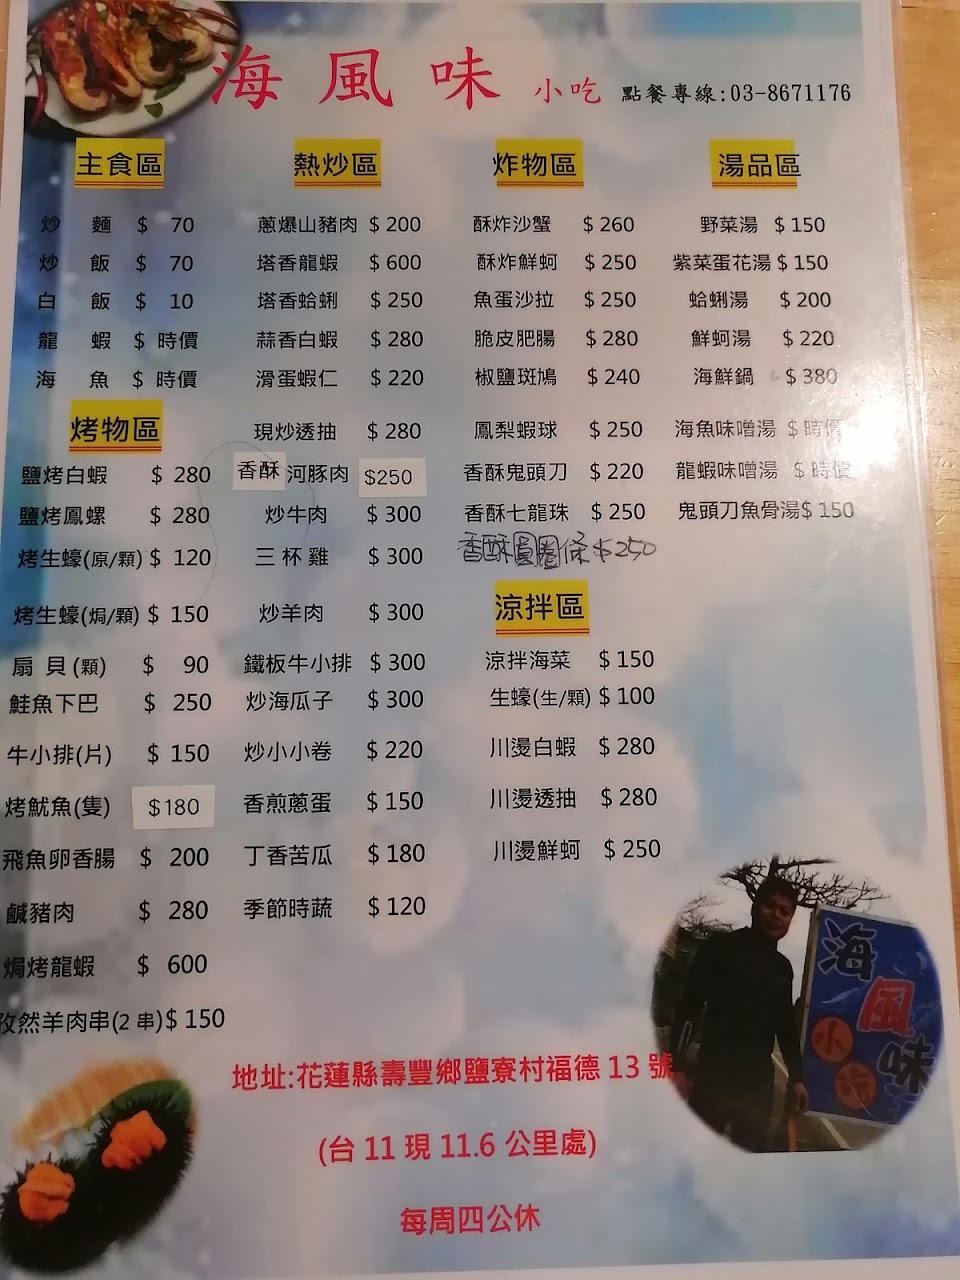 海風味 小吃 點餐專線:03-8671176
主食區
炒麵 $ 70
炒飯 $ 70
白飯 $ 10
龍蝦 $ 時價
海魚 $ 時價
烤物區
鹽烤白蝦 $ 280
鹽烤鳳螺 $ 280
烤生蠔(原/顆) $ 120
烤生蠔(焗/顆) $ 150
扇貝(顆) $ 90
鮭魚下巴 $ 250
牛小排(片) $ 150
烤魷魚(隻) $180
飛魚卵香腸 $ 200
鹹豬肉 $ 280
焗烤龍蝦 $ 600
孜然羊肉串(2 串) $ 150
熱炒區
蔥爆山豬肉 $ 200
塔香龍蝦 $ 600
塔香蛤蜊 $ 250
蒜香白蝦 $ 280
滑蛋蝦仁 $ 220
現炒透抽 $ 280
香酥河豚肉 $250
炒牛肉 $ 300
三杯雞 $ 300
炒羊肉 $ 300
鐵板牛小排 $ 300
炒海瓜子 $ 300
炒小小卷 $ 220
香煎蔥蛋 $ 150
丁香苦瓜 $ 180
季節時蔬 $ 120
炸物區
酥炸沙蟹 $ 260
酥炸鮮蚵 $ 250
魚蛋沙拉 $ 250
脆皮肥腸 $ 280
椒鹽斑鳩 $ 240
鳳梨蝦球 $ 250
香酥鬼頭刀 $ 220
香酥七龍珠 $ 250
香酥圓圈條 $250
涼拌區
涼拌海菜 $ 150
生蠔(生/顆) $ 100
川燙白蝦 $ 280
川燙透抽 $ 280
川燙鮮蚵 $ 250
湯品區
野菜湯 $ 150
紫菜蛋花湯 $ 150
蛤蜊湯 $ 200
鮮蚵湯 $ 220
海鮮鍋 $ 380
海魚味噌湯 $ 時價
龍蝦味噌湯 $ 時價
鬼頭刀魚骨湯 $ 150
海風味小吃
地址:花蓮縣壽豐鄉鹽寮村福德 13 號
(台 11 現 11.6 公里處)
每周四公休